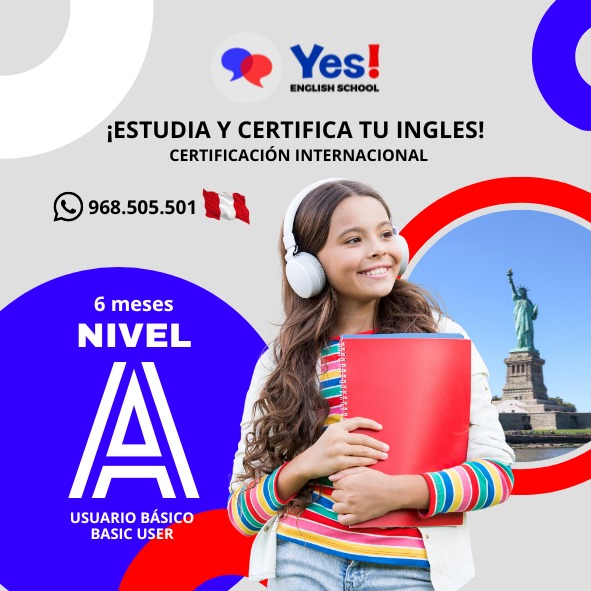 Yes!
ENGLISH SCHOOL
¡ESTUDIA Y CERTIFICA TU INGLES!
CERTIFICACIÓN INTERNACIONAL
968.505.501
6 meses
NIVEL
A
USUARIO BÁSICO
BASIC USER